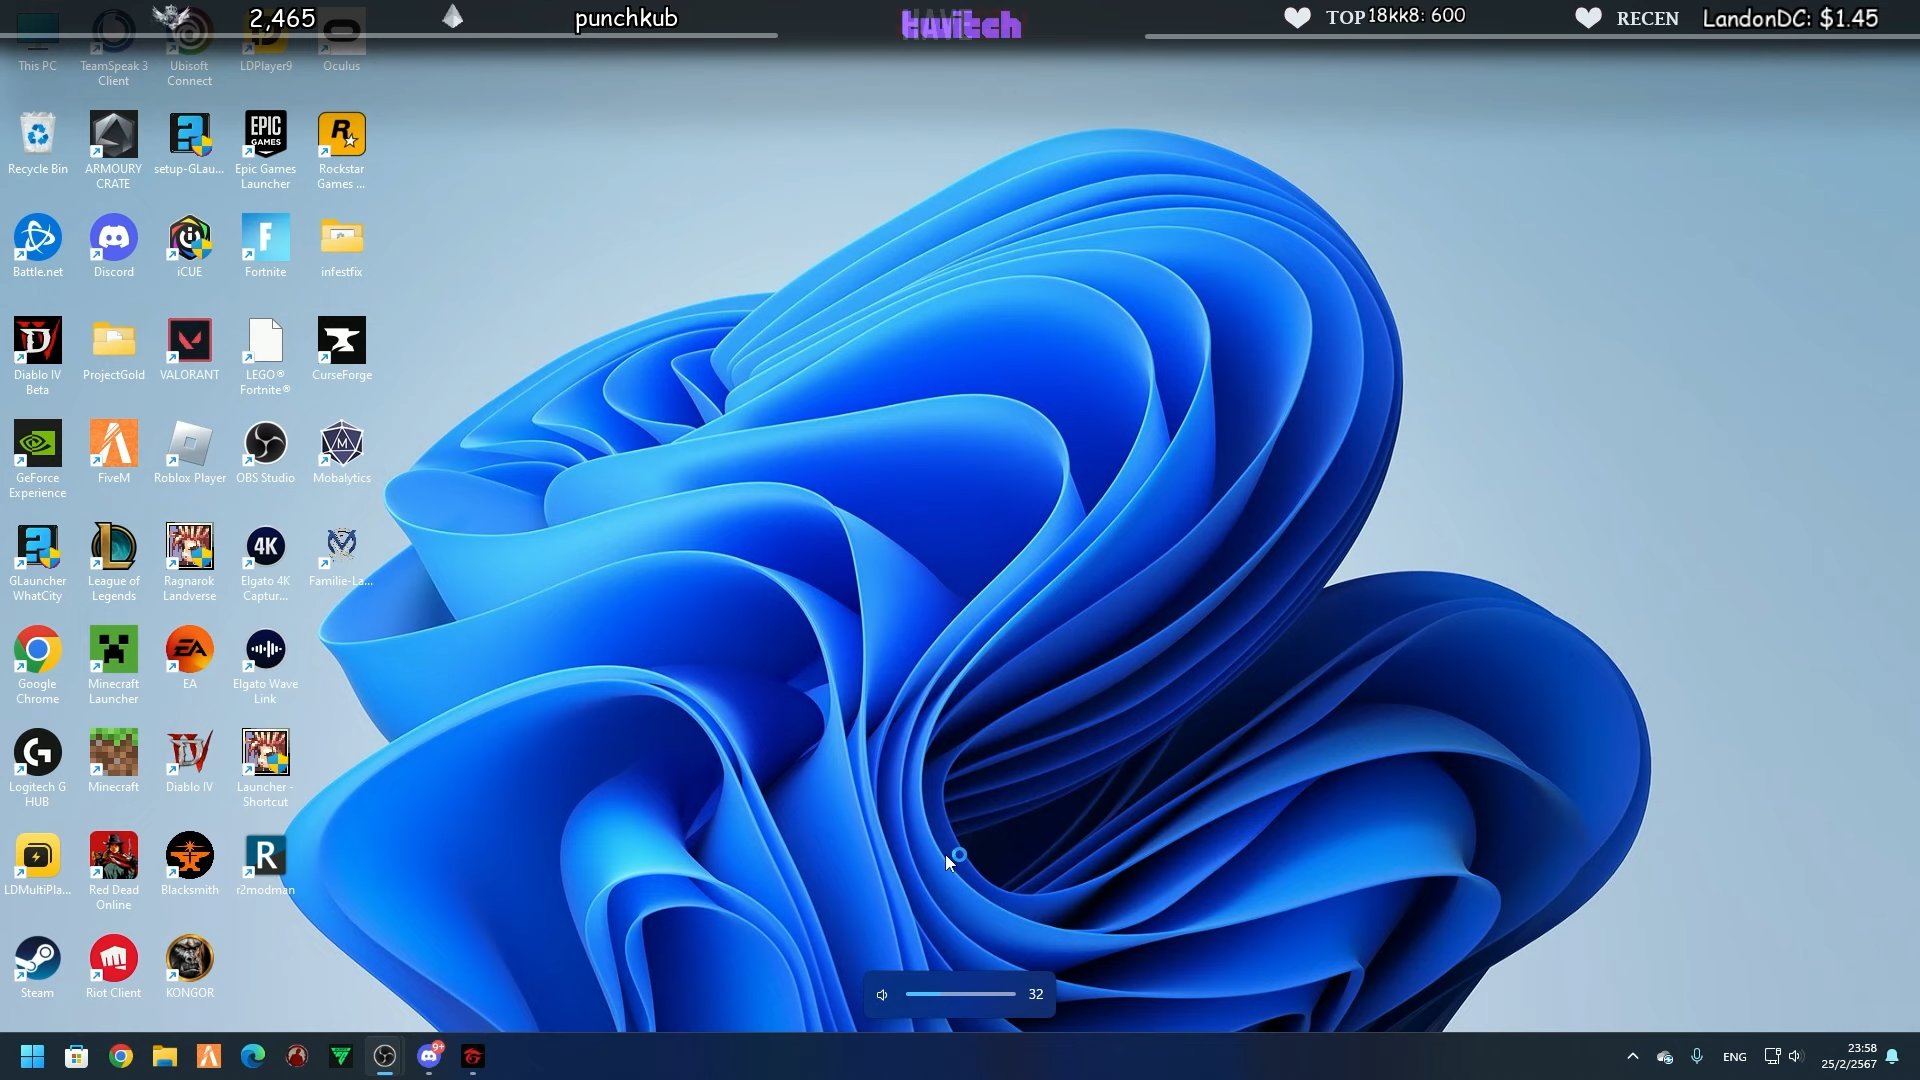 2,465
punchkub
twitch
TOP 18kk8: 600
RECEN LandonDC: $1.45
This PC
TeamSpeak 3
Client
Ubisoft
Connect
LDPlayer9
Oculus
Recycle Bin
ARMOURY
CRATE
setup-GLau...
EPIC
GAMES
Epic Games
Launcher
Rockstar
Games ...
Battle.net
Discord
iCUE
Fortnite
infestfix
Diablo IV
Beta
ProjectGold
VALORANT
LEGO®
Fortnite®
CurseForge
GeForce
Experience
FiveM
Roblox Player
OBS Studio
Mobalytics
GLauncher
WhatCity
League of
Legends
Ragnarok
Landverse
4K
Elgato 4K
Captur...
Familie-La...
Google
Chrome
Minecraft
Launcher
EA
EA
Elgato Wave
Link
Logitech G
HUB
Minecraft
Diablo IV
Launcher -
Shortcut
LDMultiPla...
Red Dead
Online
Blacksmith
R
r2modman
Steam
Riot Client
KONGOR
32
9+
ENG
23:58
25/2/2567